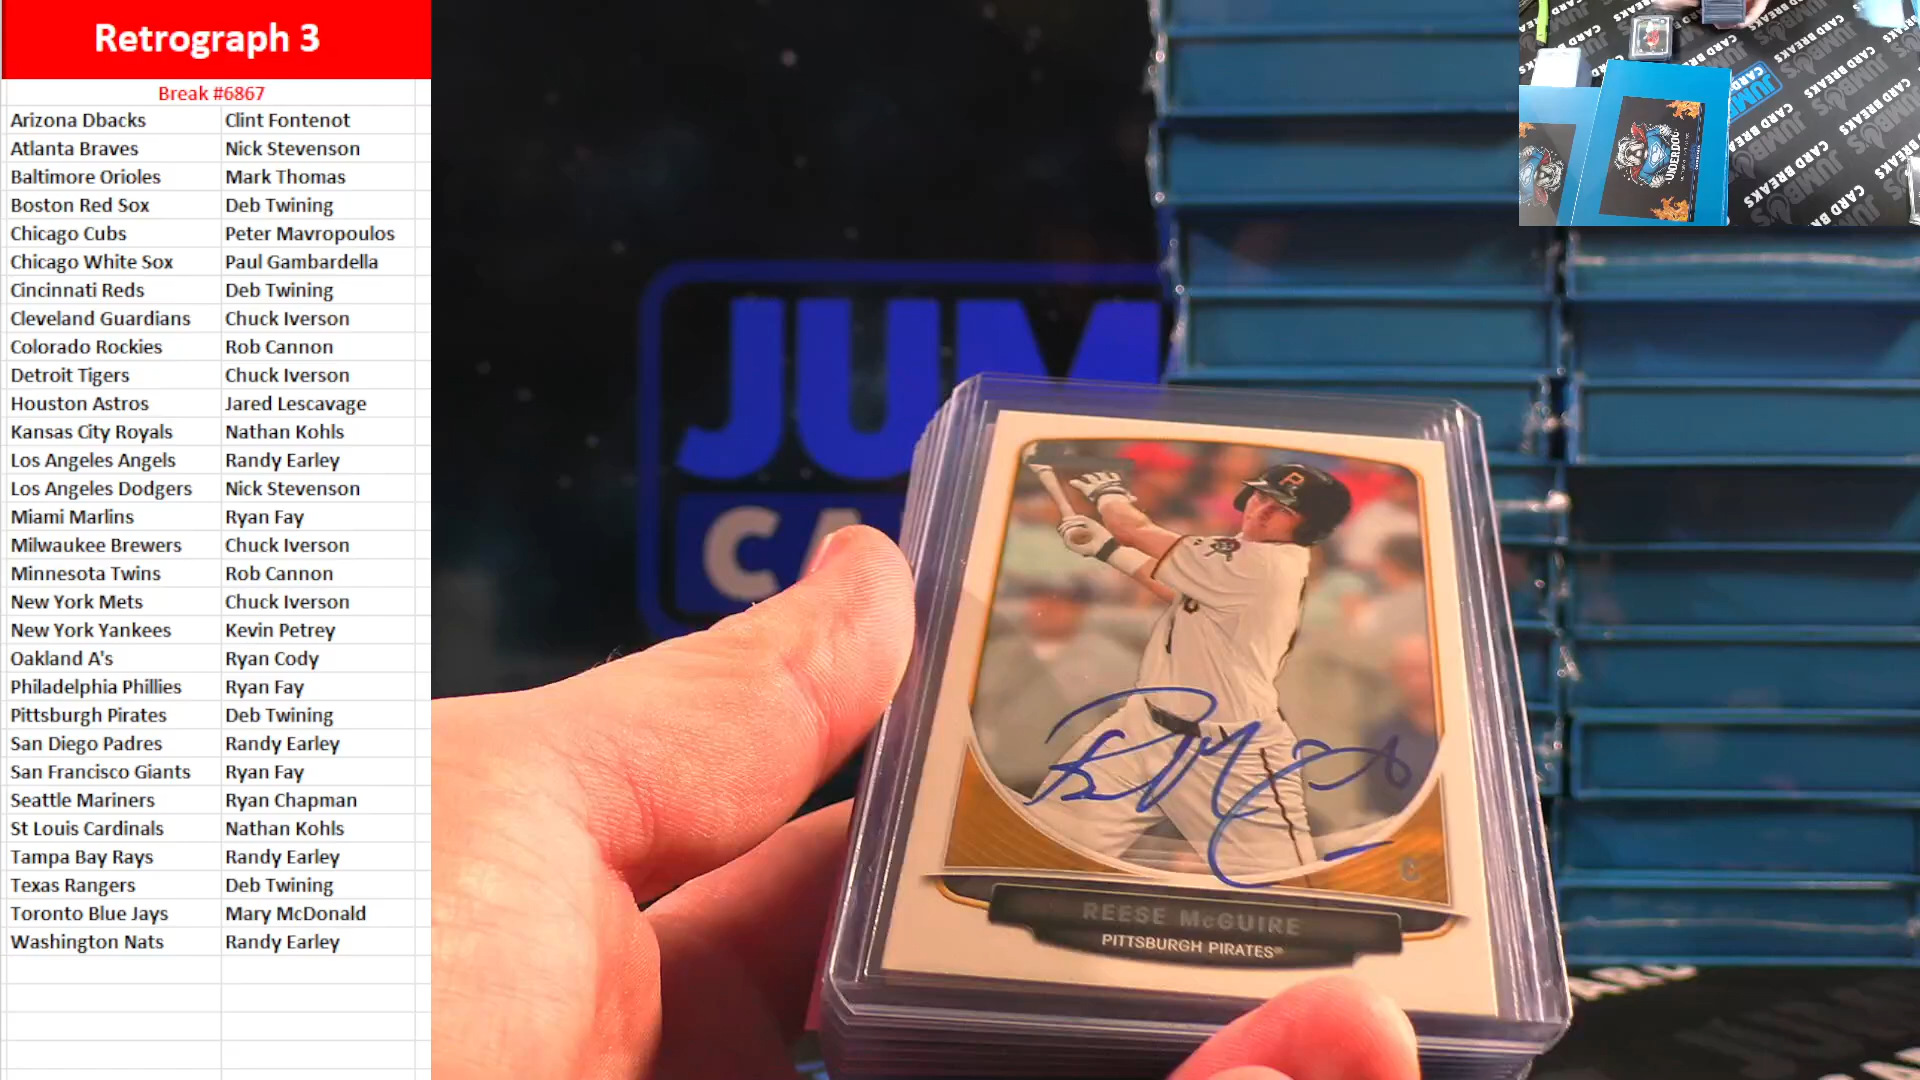 Retrograph 3
Break #6867
Arizona Dbacks Clint Fontenot
Atlanta Braves Nick Stevenson
Baltimore Orioles Mark Thomas
Boston Red Sox Deb Twining
Chicago Cubs Peter Mavropoulos
Chicago White Sox Paul Gambardella
Cincinnati Reds Deb Twining
Cleveland Guardians Chuck Iverson
Colorado Rockies Rob Cannon
Detroit Tigers Chuck Iverson
Houston Astros Jared Lescavage
Kansas City Royals Nathan Kohls
Los Angeles Angels Randy Earley
Los Angeles Dodgers Nick Stevenson
Miami Marlins Ryan Fay
Milwaukee Brewers Chuck Iverson
Minnesota Twins Rob Cannon
New York Mets Chuck Iverson
New York Yankees Kevin Petrey
Oakland A's Ryan Cody
Philadelphia Phillies Ryan Fay
Pittsburgh Pirates Deb Twining
San Diego Padres Randy Earley
San Francisco Giants Ryan Fay
Seattle Mariners Ryan Chapman
St Louis Cardinals Nathan Kohls
Tampa Bay Rays Randy Earley
Texas Rangers Deb Twining
Toronto Blue Jays Mary McDonald
Washington Nats Randy Earley
JUM
CA
P
REESE McGUIRE
PITTSBURGH PIRATES®
C
UNDERDOG
JUMBO'S
CARD BREAKS